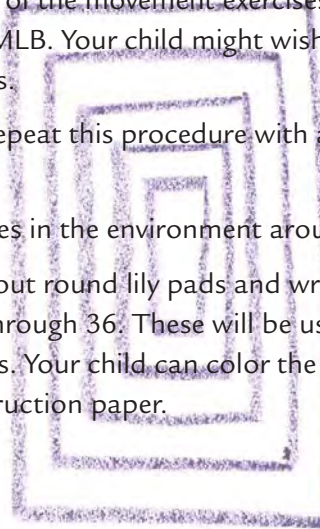 of the movement exercises
MLB. Your child might wish
s.
epeat this procedure with a
es in the environment arou
out round lily pads and wr
hrough 36. These will be us
s. Your child can color the
ruction paper.